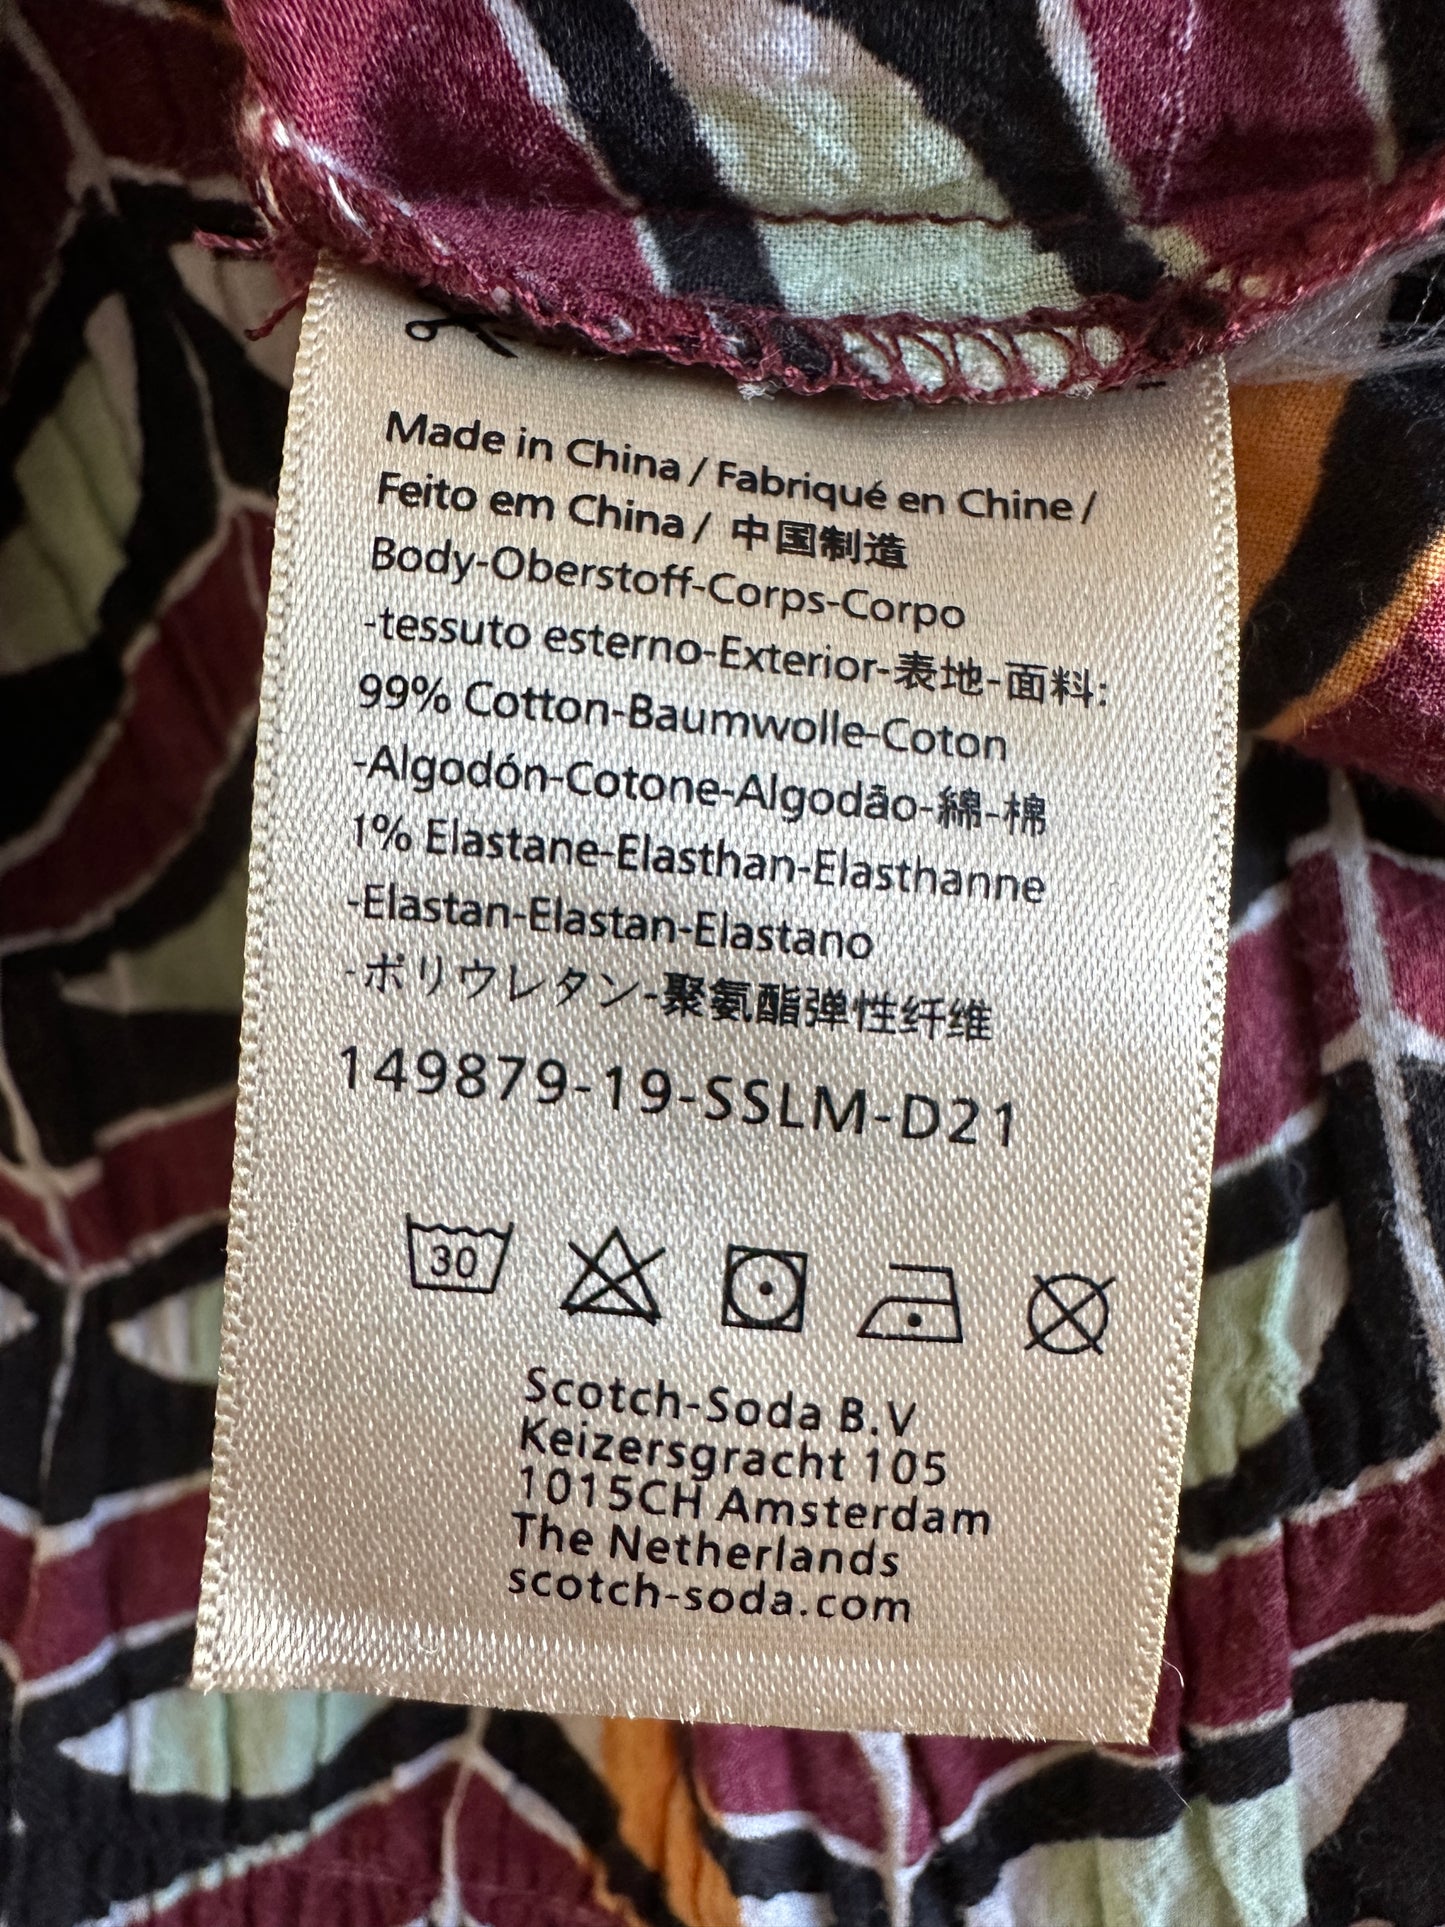 Made in China / Fabriqué en Chine /
Feito em China / 中国制造
Body-Oberstoff-Corps-Corpo
-tessuto esterno-Exterior-表地-面料:
99% Cotton-Baumwolle-Coton
-Algodón-Cotone-Algodão-綿-棉
1% Elastane-Elasthan-Elasthanne
-Elastan-Elastan-Elastano
-ポリウレタン-聚氨酯弹性纤维
149879-19-SSLM-D21
30
Scotch-Soda B.V
Keizersgracht 105
1015CH Amsterdam
The Netherlands
scotch-soda.com